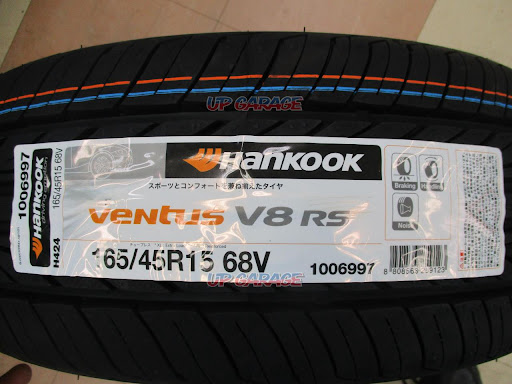 UP GARAGE
HANKOOK
スポーツとコンフォートを兼ね備えたタイヤ
ventus V8 RS
165/45R15 68V
1006997
Braking
Noise
1006997
165/45R15 68V
HANKOOK
H424
UP GARAGE